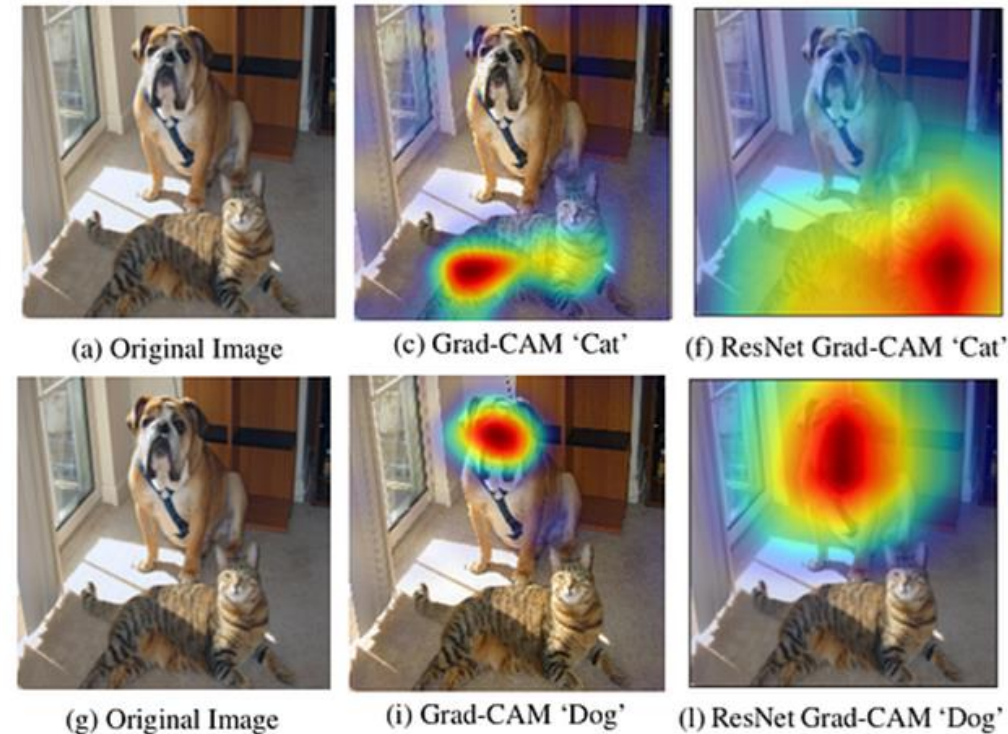 (a) Original Image
(c) Grad-CAM ‘Cat’
(f) ResNet Grad-CAM ‘Cat’
(g) Original Image
(i) Grad-CAM ‘Dog’
(l) ResNet Grad-CAM ‘Dog’